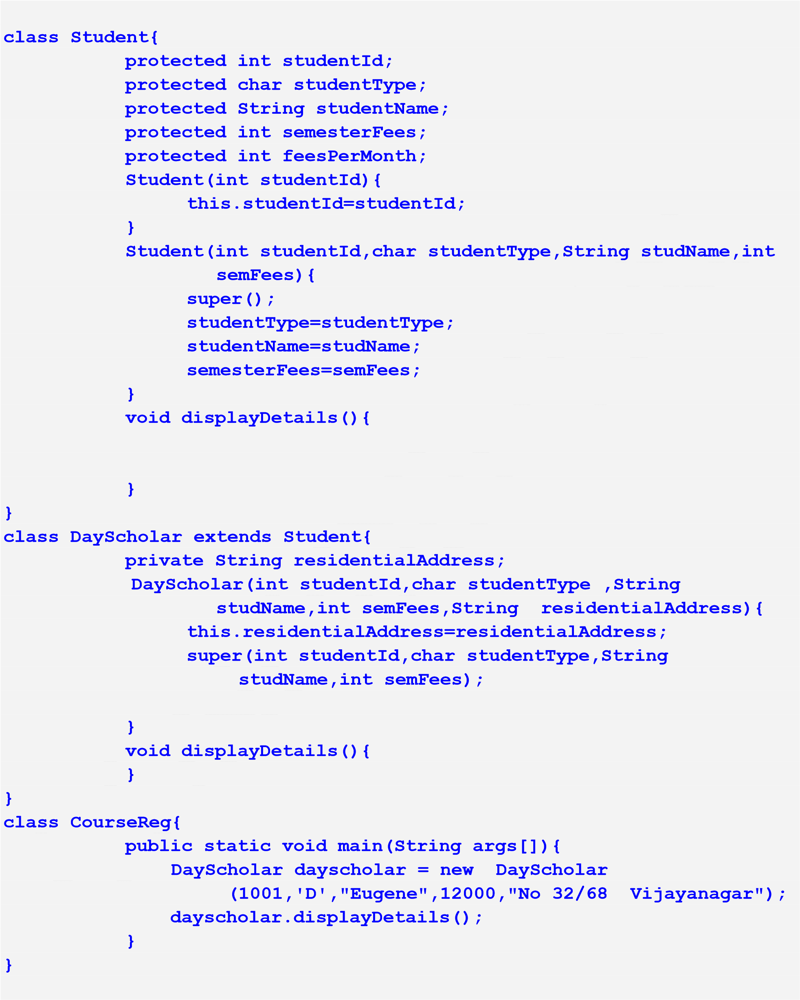 class Student{
protected int studentId;
protected char studentType;
protected String studentName;
protected int semesterFees;
protected int feesPerMonth;
Student(int studentId){
this.studentId=studentId;
}
Student(int studentId,char studentType,String studName,int
semFees){
super();
studentType=studentType;
studentName=studName;
semesterFees=semFees;
}
void displayDetails(){
}
}
class DayScholar extends Student{
private String residentialAddress;
DayScholar(int studentId,char studentType ,String
studName,int semFees,String  residentialAddress){
this.residentialAddress=residentialAddress;
super(int studentId,char studentType,String
studName,int semFees);
}
void displayDetails(){
}
}
class CourseReg{
public static void main(String args[]){
DayScholar dayscholar = new  DayScholar
(1001,'D',"Eugene",12000,"No 32/68  Vijayanagar");
dayscholar.displayDetails();
}
}